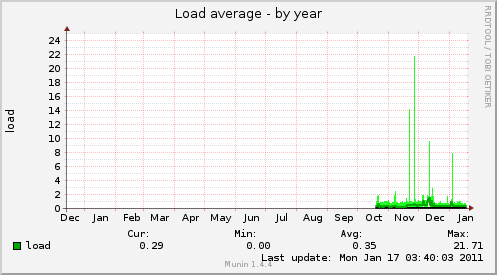 Load average - by year
RRDTOOL / TOBI OETIKER
load
24
22
20
18
16
14
12
10
8
6
4
2
0
Dec Jan Feb Mar Apr May Jun Jul Aug Sep Oct Nov Dec Jan
Cur: Min: Avg: Max:
load 0.29 0.00 0.35 21.71
Last update: Mon Jan 17 03:40:03 2011
Munin 1.4.4